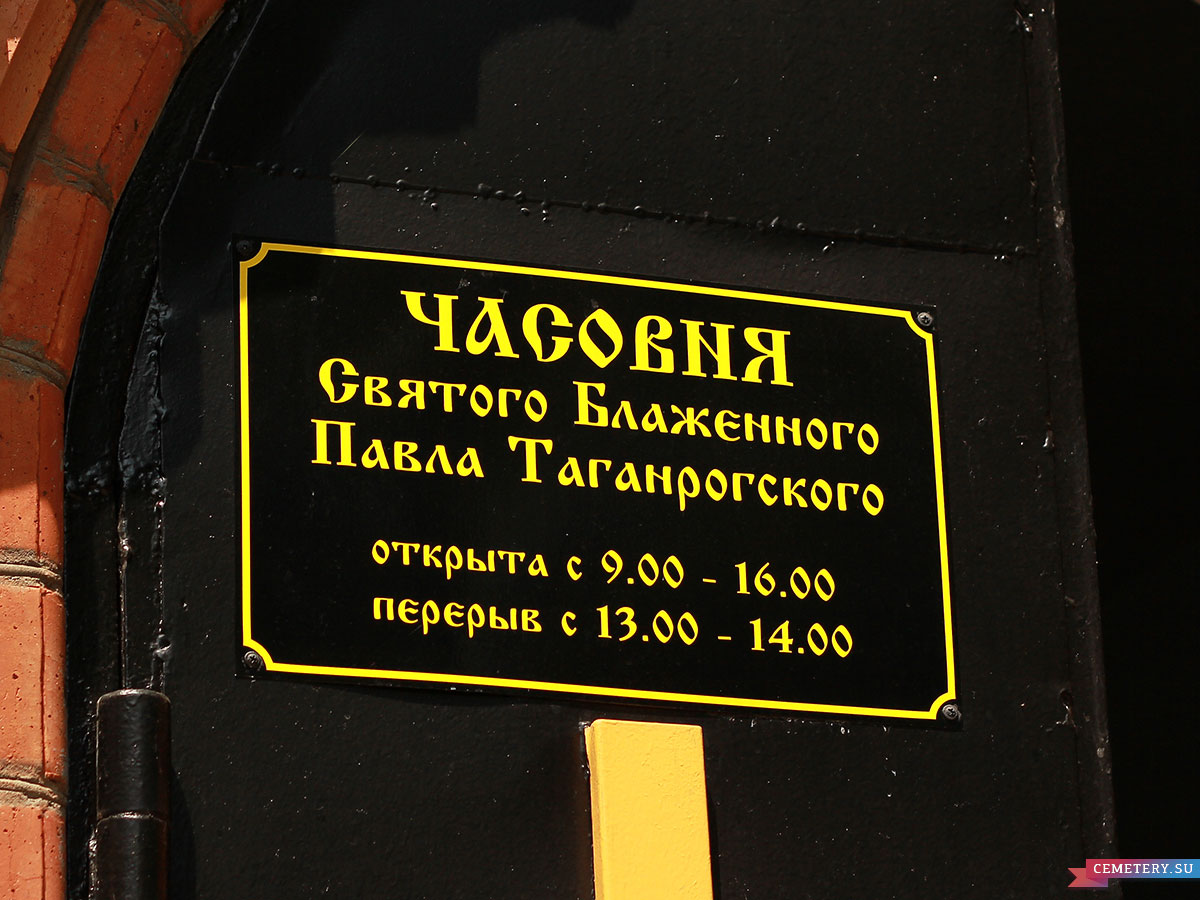 ЧАСОВНЯ
Святого Блаженного
Павла Таганрогского
открыта с 9.00 - 16.00
перерыв с 13.00 - 14.00
CEMETERY.SU